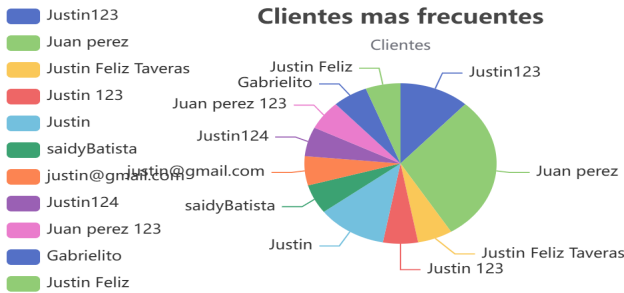 Clientes mas frecuentes
Clientes
Justin123
Juan perez
Justin Feliz Taveras
Justin 123
Justin
saidyBatista
justin@gmail.com
Justin124
Juan perez 123
Gabrielito
Justin Feliz
Justin123
Juan perez
Justin Feliz Taveras
Justin 123
Justin
saidyBatista
justin@gmail.com
Justin124
Juan perez 123
Gabrielito
Justin Feliz